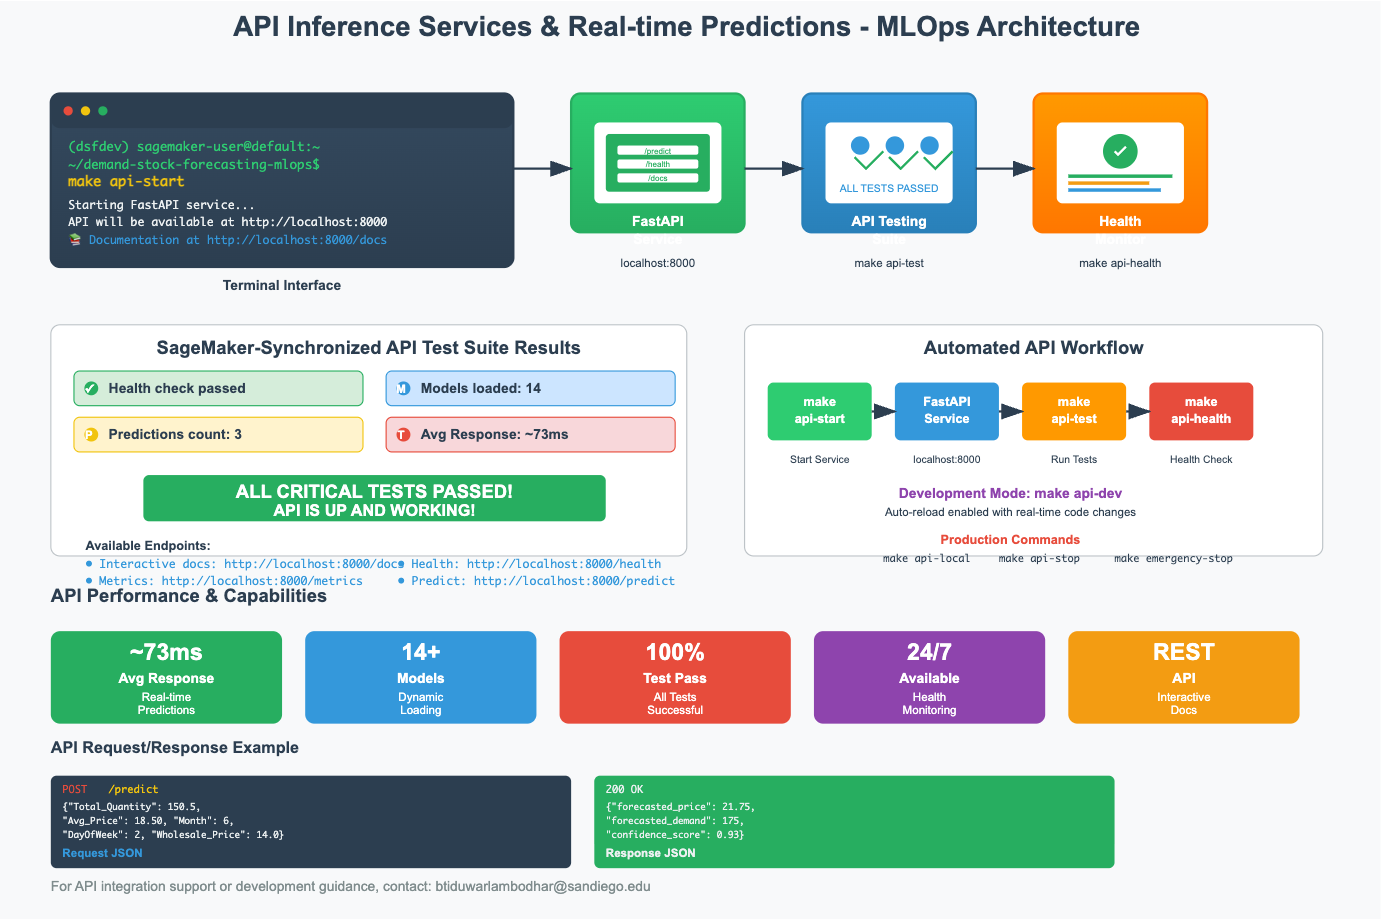 API Inference Services & Real-time Predictions - MLOps Architecture
(dsfdev) sagemaker-user@default:~
~/demand-stock-forecasting-mlops$
make api-start
Starting FastAPI service...
API will be available at http://localhost:8000
📚 Documentation at http://localhost:8000/docs
Terminal Interface
/predict
/health
/docs
FastAPI
Service
localhost:8000
ALL TESTS PASSED
API Testing
Suite
make api-test
Health
Monitor
make api-health
SageMaker-Synchronized API Test Suite Results
✓ Health check passed
M Models loaded: 14
P Predictions count: 3
T Avg Response: ~73ms
ALL CRITICAL TESTS PASSED!
API IS UP AND WORKING!
Available Endpoints:
• Interactive docs: http://localhost:8000/docs
• Health: http://localhost:8000/health
• Metrics: http://localhost:8000/metrics
• Predict: http://localhost:8000/predict
Automated API Workflow
make
api-start
Start Service
FastAPI
Service
localhost:8000
make
api-test
Run Tests
make
api-health
Health Check
Development Mode: make api-dev
Auto-reload enabled with real-time code changes
Production Commands
make api-local make api-stop make emergency-stop
API Performance & Capabilities
~73ms
Avg Response
Real-time
Predictions
14+
Models
Dynamic
Loading
100%
Test Pass
All Tests
Successful
24/7
Available
Health
Monitoring
REST
API
Interactive
Docs
API Request/Response Example
POST /predict
{"Total_Quantity": 150.5,
"Avg_Price": 18.50, "Month": 6,
"DayOfWeek": 2, "Wholesale_Price": 14.0}
Request JSON
200 OK
{"forecasted_price": 21.75,
"forecasted_demand": 175,
"confidence_score": 0.93}
Response JSON
For API integration support or development guidance, contact: btiduwarlambodhar@sandiego.edu